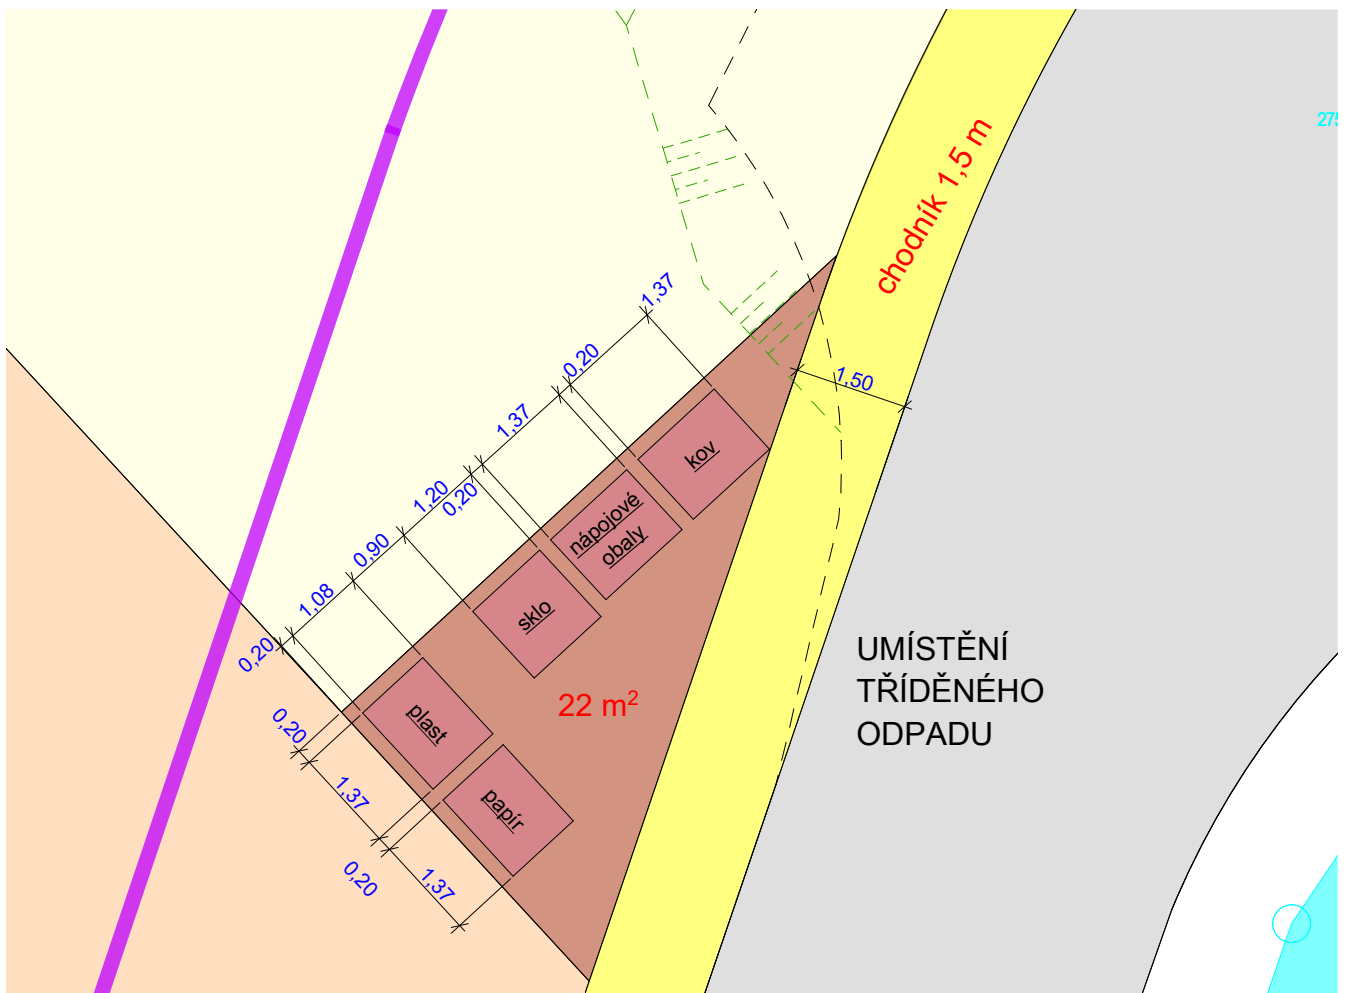 275
chodník 1,5 m
1,37
0,20
1,37
0,20
1,20
0,90
1,08
0,20
1,50
kov
nápojové
obaly
sklo
plast
papír
22 m²
0,20
1,37
0,20
1,37
UMÍSTĚNÍ
TŘÍDĚNÉHO
ODPADU